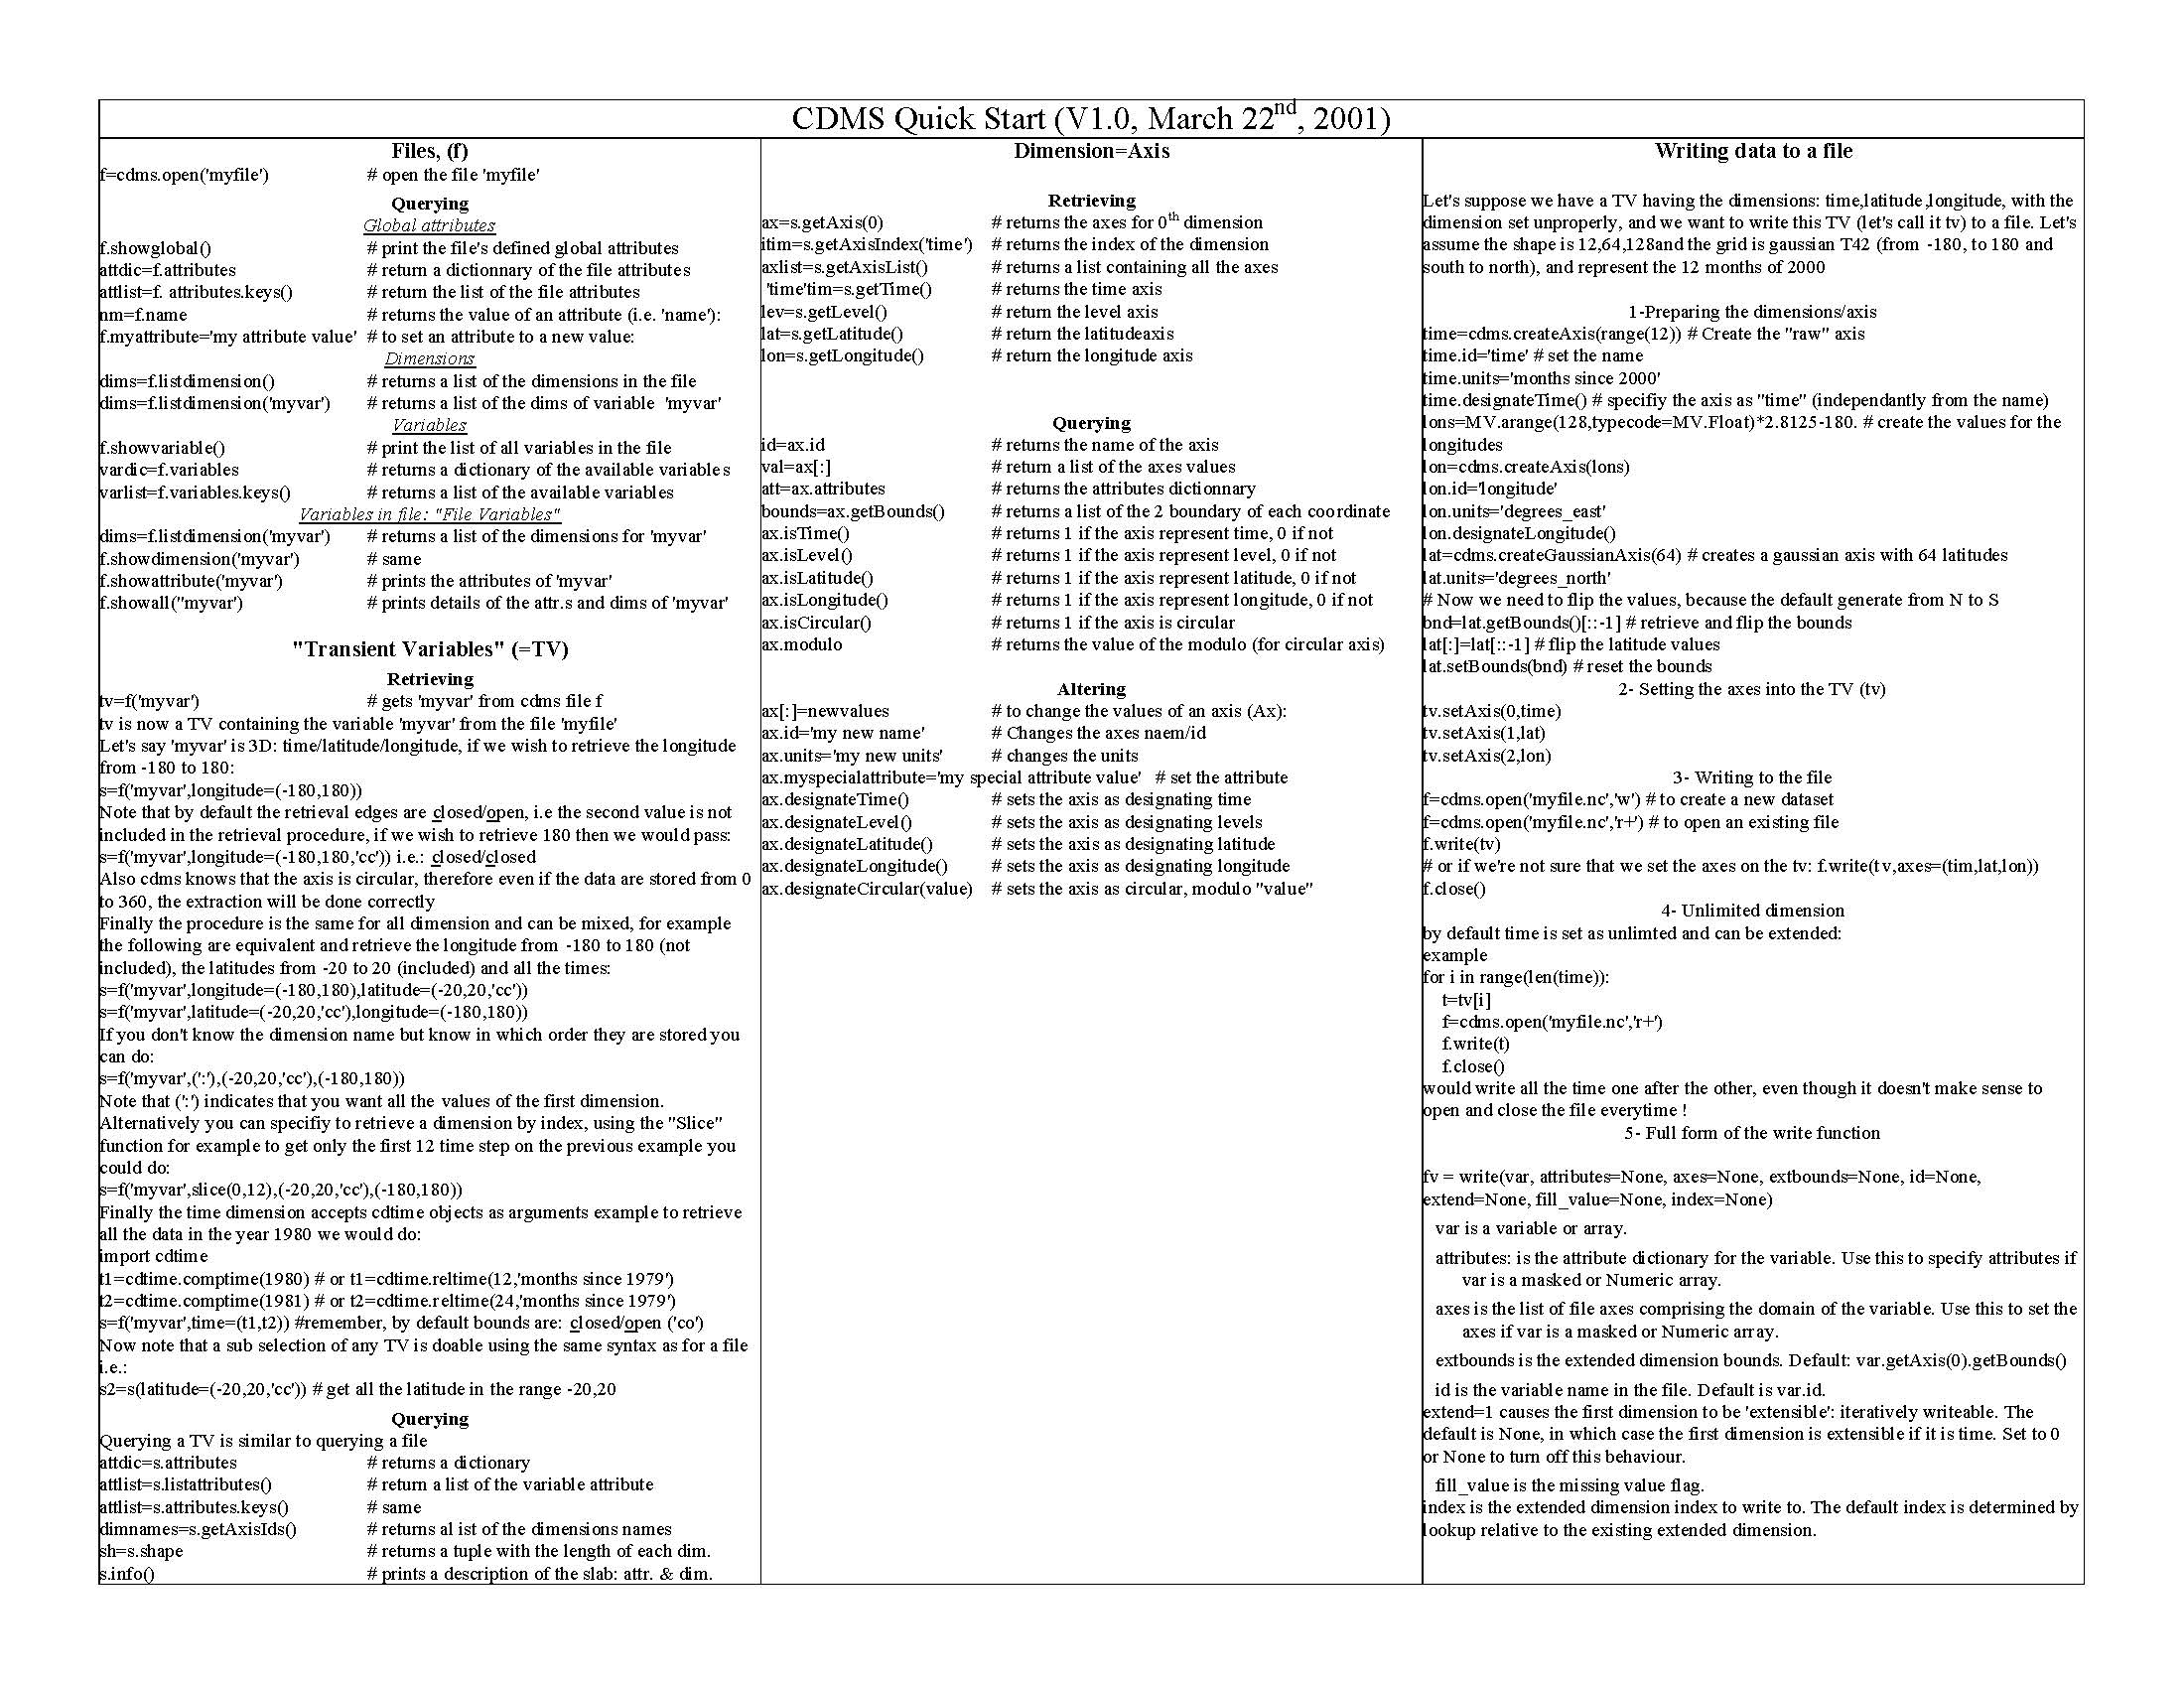 CDMS Quick Start (V1.0, March 22nd, 2001)
Files, (f)
f=cdms.open('myfile') # open the file 'myfile'
Querying
Global attributes
f.showglobal() # print the file's defined global attributes
attdic=f.attributes # return a dictionnary of the file attributes
attlist=f. attributes.keys() # return the list of the file attributes
nm=f.name # returns the value of an attribute (i.e. 'name'):
f.myattribute='my attribute value' # to set an attribute to a new value:
Dimensions
dims=f.listdimension() # returns a list of the dimensions in the file
dims=f.listdimension('myvar') # returns a list of the dims of variable 'myvar'
Variables
f.showvariable() # print the list of all variables in the file
vardic=f.variables # returns a dictionary of the available variables
varlist=f.variables.keys() # returns a list of the available variables
Variables in file: "File Variables"
dims=f.listdimension('myvar') # returns a list of the dimensions for 'myvar'
f.showdimension('myvar') # same
f.showattribute('myvar') # prints the attributes of 'myvar'
f.showall("myvar') # prints details of the attr.s and dims of 'myvar'
"Transient Variables" (=TV)
Retrieving
tv=f('myvar') # gets 'myvar' from cdms file f
tv is now a TV containing the variable 'myvar' from the file 'myfile'
Let's say 'myvar' is 3D: time/latitude/longitude, if we wish to retrieve the longitude
from -180 to 180:
s=f('myvar',longitude=(-180,180))
Note that by default the retrieval edges are closed/open, i.e the second value is not
included in the retrieval procedure, if we wish to retrieve 180 then we would pass:
s=f('myvar',longitude=(-180,180,'cc')) i.e.: closed/closed
Also cdms knows that the axis is circular, therefore even if the data are stored from 0
to 360, the extraction will be done correctly
Finally the procedure is the same for all dimension and can be mixed, for example
the following are equivalent and retrieve the longitude from -180 to 180 (not
included), the latitudes from -20 to 20 (included) and all the times:
s=f('myvar',longitude=(-180,180),latitude=(-20,20,'cc'))
s=f('myvar',latitude=(-20,20,'cc'),longitude=(-180,180))
If you don't know the dimension name but know in which order they are stored you
can do:
s=f('myvar',(':'),(-20,20,'cc'),(-180,180))
Note that (':') indicates that you want all the values of the first dimension.
Alternatively you can specifiy to retrieve a dimension by index, using the "Slice"
function for example to get only the first 12 time step on the previous example you
could do:
s=f('myvar',slice(0,12),(-20,20,'cc'),(-180,180))
Finally the time dimension accepts cdtime objects as arguments example to retrieve
all the data in the year 1980 we would do:
import cdtime
t1=cdtime.comptime(1980) # or t1=cdtime.reltime(12,'months since 1979')
t2=cdtime.comptime(1981) # or t2=cdtime.reltime(24,'months since 1979')
s=f('myvar',time=(t1,t2)) #remember, by default bounds are: closed/open ('co')
Now note that a sub selection of any TV is doable using the same syntax as for a file
i.e.:
s2=s(latitude=(-20,20,'cc')) # get all the latitude in the range -20,20
Querying
Querying a TV is similar to querying a file
attdic=s.attributes # returns a dictionary
attlist=s.listattributes() # return a list of the variable attribute
attlist=s.attributes.keys() # same
dimnames=s.getAxisIds() # returns al ist of the dimensions names
sh=s.shape # returns a tuple with the length of each dim.
s.info() # prints a description of the slab: attr. & dim.
Dimension=Axis
Retrieving
ax=s.getAxis(0) # returns the axes for 0th dimension
itim=s.getAxisIndex('time') # returns the index of the dimension
axlist=s.getAxisList() # returns a list containing all the axes
'time'tim=s.getTime() # returns the time axis
lev=s.getLevel() # return the level axis
lat=s.getLatitude() # return the latitudeaxis
lon=s.getLongitude() # return the longitude axis
Querying
id=ax.id # returns the name of the axis
val=ax[:] # return a list of the axes values
att=ax.attributes # returns the attributes dictionnary
bounds=ax.getBounds() # returns a list of the 2 boundary of each coordinate
ax.isTime() # returns 1 if the axis represent time, 0 if not
ax.isLevel() # returns 1 if the axis represent level, 0 if not
ax.isLatitude() # returns 1 if the axis represent latitude, 0 if not
ax.isLongitude() # returns 1 if the axis represent longitude, 0 if not
ax.isCircular() # returns 1 if the axis is circular
ax.modulo # returns the value of the modulo (for circular axis)
Altering
ax[:]=newvalues # to change the values of an axis (Ax):
ax.id='my new name' # Changes the axes naem/id
ax.units='my new units' # changes the units
ax.myspecialattribute='my special attribute value' # set the attribute
ax.designateTime() # sets the axis as designating time
ax.designateLevel() # sets the axis as designating levels
ax.designateLatitude() # sets the axis as designating latitude
ax.designateLongitude() # sets the axis as designating longitude
ax.designateCircular(value) # sets the axis as circular, modulo "value"
Writing data to a file
Let's suppose we have a TV having the dimensions: time,latitude,longitude, with the
dimension set unproperly, and we want to write this TV (let's call it tv) to a file. Let's
assume the shape is 12,64,128and the grid is gaussian T42 (from -180, to 180 and
south to north), and represent the 12 months of 2000
1-Preparing the dimensions/axis
time=cdms.createAxis(range(12)) # Create the "raw" axis
time.id='time' # set the name
time.units='months since 2000'
time.designateTime() # specifiy the axis as "time" (independantly from the name)
lons=MV.arange(128,typecode=MV.Float)*2.8125-180. # create the values for the
longitudes
lon=cdms.createAxis(lons)
lon.id='longitude'
lon.units='degrees_east'
lon.designateLongitude()
lat=cdms.createGaussianAxis(64) # creates a gaussian axis with 64 latitudes
lat.units='degrees_north'
# Now we need to flip the values, because the default generate from N to S
bnd=lat.getBounds()[::-1] # retrieve and flip the bounds
lat[:]=lat[::-1] # flip the latitude values
lat.setBounds(bnd) # reset the bounds
2- Setting the axes into the TV (tv)
tv.setAxis(0,time)
tv.setAxis(1,lat)
tv.setAxis(2,lon)
3- Writing to the file
f=cdms.open('myfile.nc','w') # to create a new dataset
f=cdms.open('myfile.nc','r+') # to open an existing file
f.write(tv)
# or if we're not sure that we set the axes on the tv: f.write(tv,axes=(tim,lat,lon))
f.close()
4- Unlimited dimension
by default time is set as unlimted and can be extended:
example
for i in range(len(time)):
t=tv[i]
f=cdms.open('myfile.nc','r+')
f.write(t)
f.close()
would write all the time one after the other, even though it doesn't make sense to
open and close the file everytime !
5- Full form of the write function
fv = write(var, attributes=None, axes=None, extbounds=None, id=None,
extend=None, fill_value=None, index=None)
var is a variable or array.
attributes: is the attribute dictionary for the variable. Use this to specify attributes if
var is a masked or Numeric array.
axes is the list of file axes comprising the domain of the variable. Use this to set the
axes if var is a masked or Numeric array.
extbounds is the extended dimension bounds. Default: var.getAxis(0).getBounds()
id is the variable name in the file. Default is var.id.
extend=1 causes the first dimension to be 'extensible': iteratively writeable. The
default is None, in which case the first dimension is extensible if it is time. Set to 0
or None to turn off this behaviour.
fill_value is the missing value flag.
index is the extended dimension index to write to. The default index is determined by
lookup relative to the existing extended dimension.